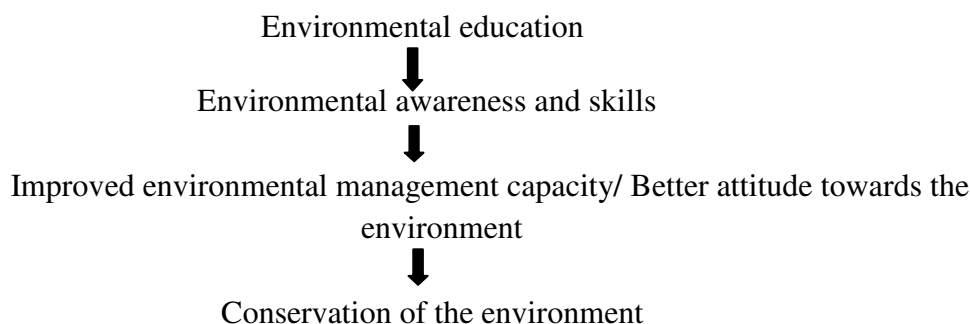 Environmental education
Environmental awareness and skills
Improved environmental management capacity/ Better attitude towards the
environment
Conservation of the environment